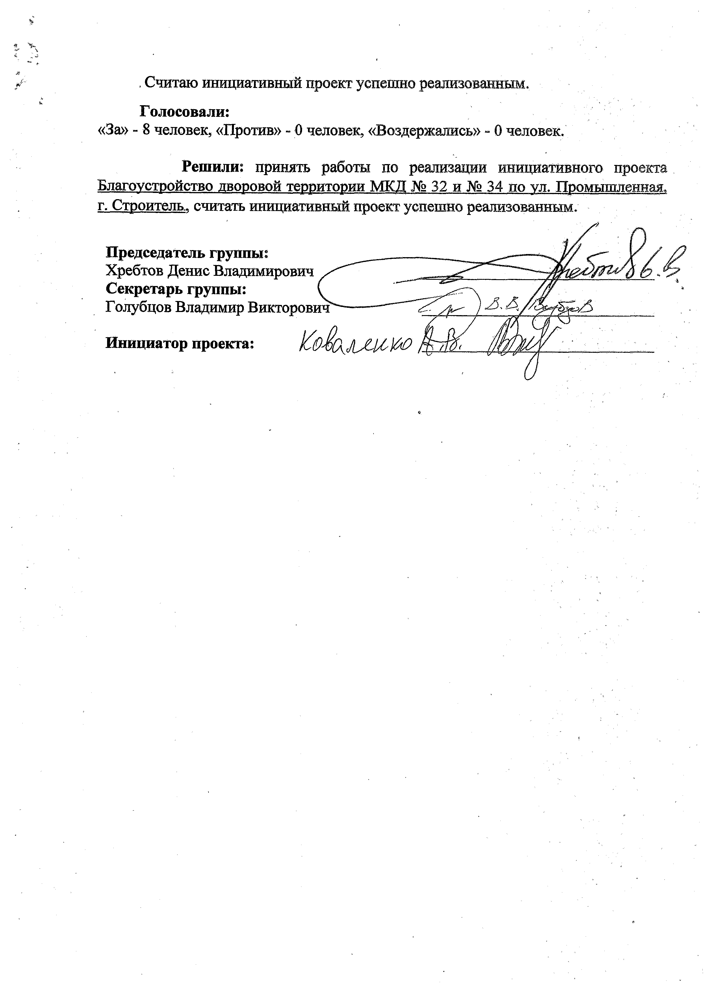 Считаю инициативный проект успешно реализованным.
Голосовали:
«За» - 8 человек, «Против» - 0 человек, «Воздержались» - 0 человек.
Решили: принять работы по реализации инициативного проекта
Благоустройство дворовой территории МКД № 32 и № 34 по ул. Промышленная,
г. Строитель., считать инициативный проект успешно реализованным.
Председатель группы:
Хребтов Денис Владимирович
Секретарь группы:
Голубцов Владимир Викторович В.В. Голубцов
Инициатор проекта: Коваленко А.В.